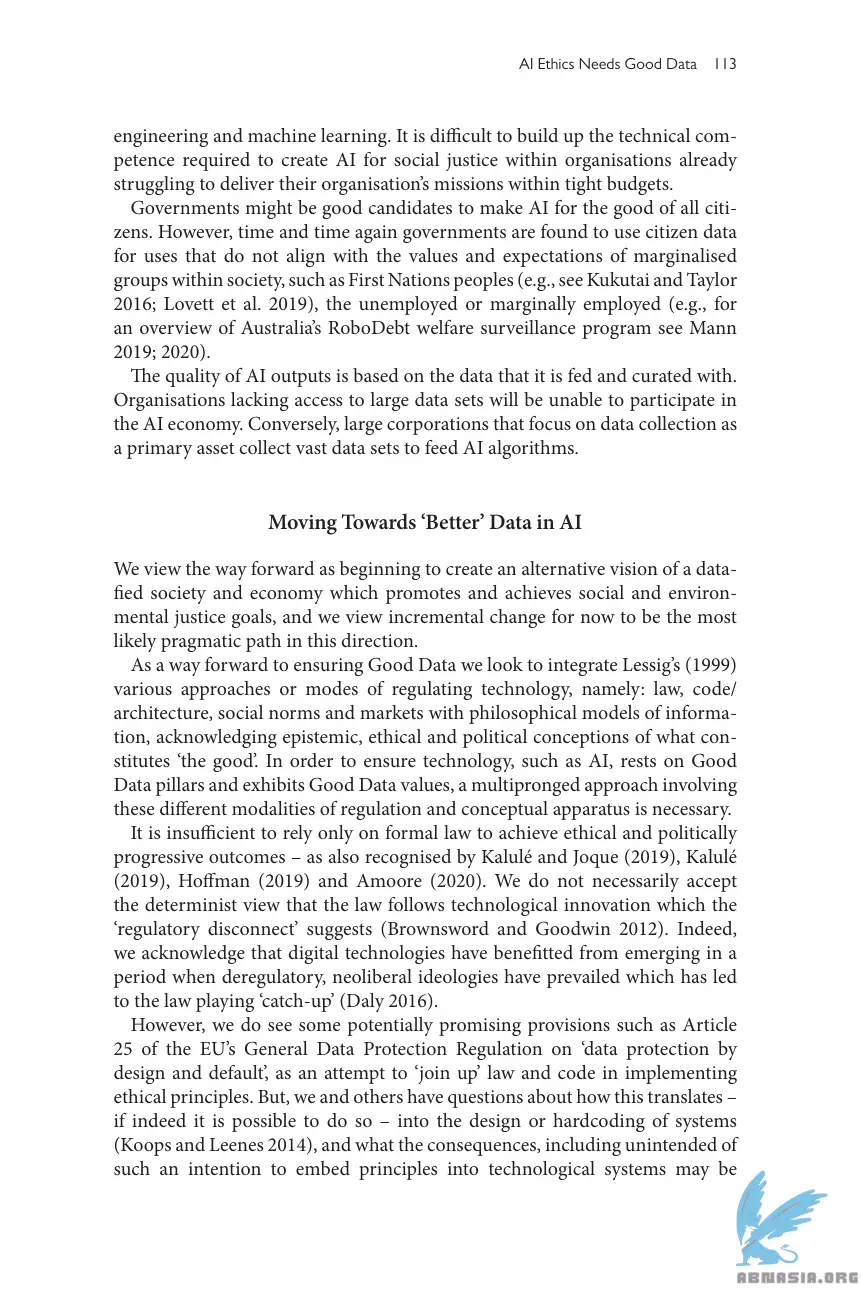 AI Ethics Needs Good Data 113
engineering and machine learning. It is difficult to build up the technical com-
petence required to create AI for social justice within organisations already
struggling to deliver their organisation’s missions within tight budgets.
Governments might be good candidates to make AI for the good of all citi-
zens. However, time and time again governments are found to use citizen data
for uses that do not align with the values and expectations of marginalised
groups within society, such as First Nations peoples (e.g., see Kukutai and Taylor
2016; Lovett et al. 2019), the unemployed or marginally employed (e.g., for
an overview of Australia’s RoboDebt welfare surveillance program see Mann
2019; 2020).
The quality of AI outputs is based on the data that it is fed and curated with.
Organisations lacking access to large data sets will be unable to participate in
the AI economy. Conversely, large corporations that focus on data collection as
a primary asset collect vast data sets to feed AI algorithms.
Moving Towards ‘Better’ Data in AI
We view the way forward as beginning to create an alternative vision of a data-
fied society and economy which promotes and achieves social and environ-
mental justice goals, and we view incremental change for now to be the most
likely pragmatic path in this direction.
As a way forward to ensuring Good Data we look to integrate Lessig’s (1999)
various approaches or modes of regulating technology, namely: law, code/
architecture, social norms and markets with philosophical models of informa-
tion, acknowledging epistemic, ethical and political conceptions of what con-
stitutes ‘the good’. In order to ensure technology, such as AI, rests on Good
Data pillars and exhibits Good Data values, a multipronged approach involving
these different modalities of regulation and conceptual apparatus is necessary.
It is insufficient to rely only on formal law to achieve ethical and politically
progressive outcomes – as also recognised by Kalulé and Joque (2019), Kalulé
(2019), Hoffman (2019) and Amoore (2020). We do not necessarily accept
the determinist view that the law follows technological innovation which the
‘regulatory disconnect’ suggests (Brownsword and Goodwin 2012). Indeed,
we acknowledge that digital technologies have benefitted from emerging in a
period when deregulatory, neoliberal ideologies have prevailed which has led
to the law playing ‘catch-up’ (Daly 2016).
However, we do see some potentially promising provisions such as Article
25 of the EU’s General Data Protection Regulation on ‘data protection by
design and default’, as an attempt to ‘join up’ law and code in implementing
ethical principles. But, we and others have questions about how this translates –
if indeed it is possible to do so – into the design or hardcoding of systems
(Koops and Leenes 2014), and what the consequences, including unintended of
such an intention to embed principles into technological systems may be
ABNASIA.ORG